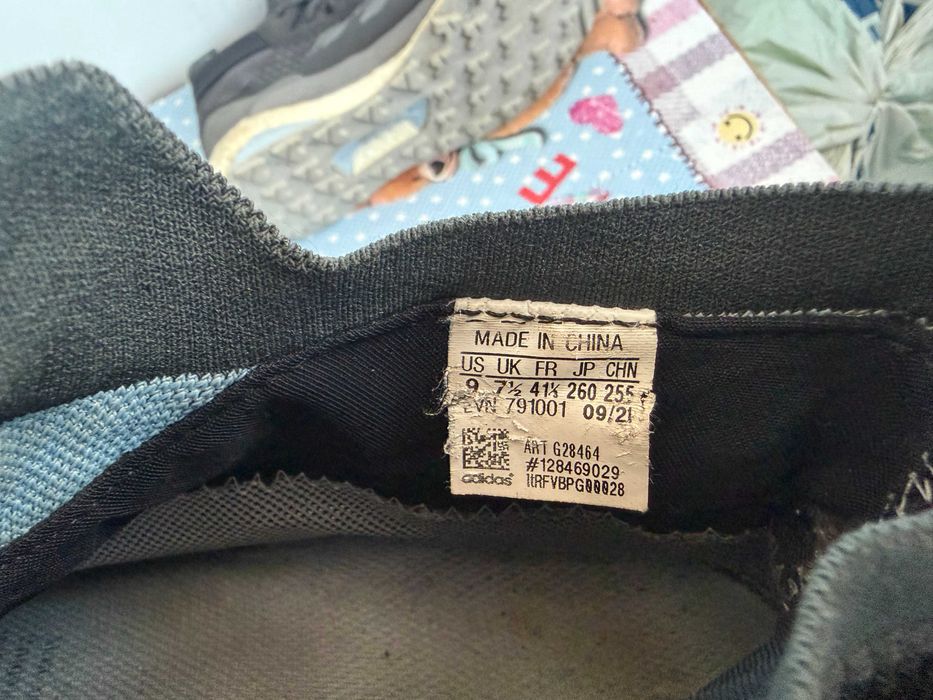 MADE IN CHINA
US UK FR JP CHN
9 7½ 41⅓ 260 255
EVN 791001 09/21
ART G28464
#128469029
1tRFVBPG00028
adidas
E